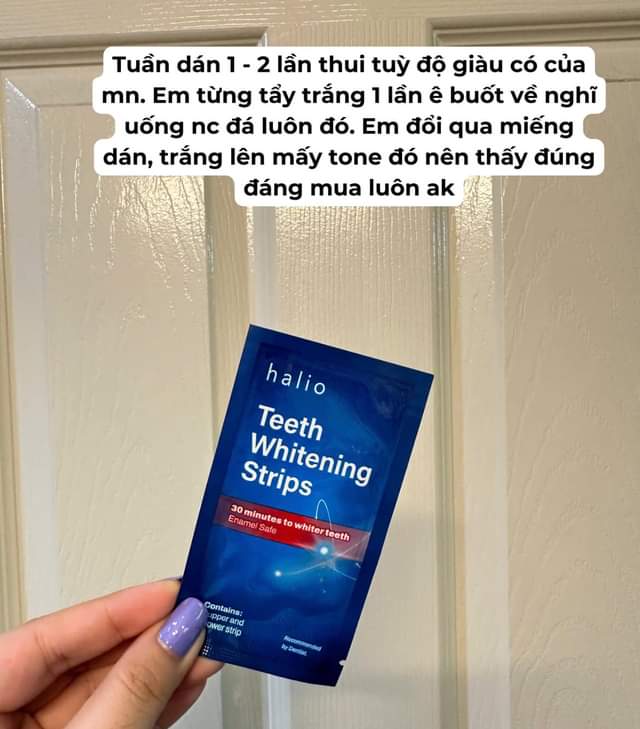 Tuần dán 1 - 2 lần thui tuỳ độ giàu có của
mn. Em từng tẩy trắng 1 lần ê buốt về nghĩ
uống nc đá luôn đó. Em đổi qua miếng
dán, trắng lên mấy tone đó nên thấy đúng
đáng mua luôn ak
halio
Teeth
Whitening
Strips
30 minutes to whiter teeth
Enamel Safe
Contains:
upper and
lower strip
Recommended
by Dentist